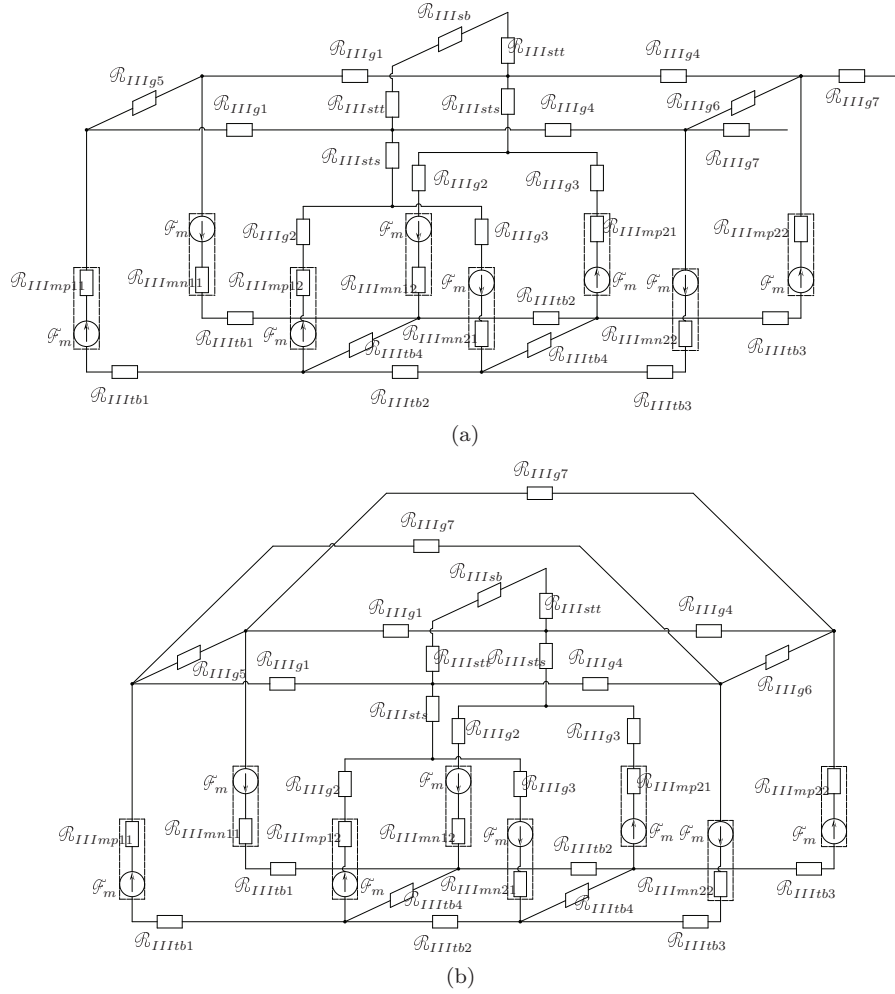 ℛIIIsb
ℛIIIg1 ℛIIIstt ℛIIIg4
ℛIIIg5 ℛIIIg6 ℛIIIg7
ℛIIIg1 ℛIIIstt ℛIIIsts ℛIIIg4
ℛIIIsts ℛIIIg7
ℛIIIg2 ℛIIIg3
ℱm ℛIIIg2 ℱm ℛIIIg3 ℛIIImp21 ℛIIImp22
ℛIIImp11 ℛIIImn11 ℛIIImp12 ℛIIImn12 ℱm ℱm ℱm ℱm
ℛIIItb2
ℱm ℛIIItb1 ℱm ℛIIItb4 ℛIIImn21 ℛIIItb4 ℛIIImn22 ℛIIItb3
ℛIIItb1 ℛIIItb2 ℛIIItb3
(a)
ℛIIIg7
ℛIIIg7
ℛIIIsb
ℛIIIg1 ℛIIIstt ℛIIIg4
ℛIIIg5 ℛIIIg1 ℛIIIstt ℛIIIsts ℛIIIg4 ℛIIIg6
ℛIIIsts ℛIIIg2 ℛIIIg3
ℱm ℛIIIg2 ℱm ℛIIIg3 ℛIIImp21 ℛIIImp22
ℛIIImp11 ℛIIImn11 ℛIIImp12 ℛIIImn12 ℱm ℱm ℱm ℱm
ℛIIItb2
ℱm ℛIIItb1 ℱm ℛIIItb4 ℛIIImn21 ℛIIItb4 ℛIIImn22 ℛIIItb3
ℛIIItb1 ℛIIItb2 ℛIIItb3
(b)